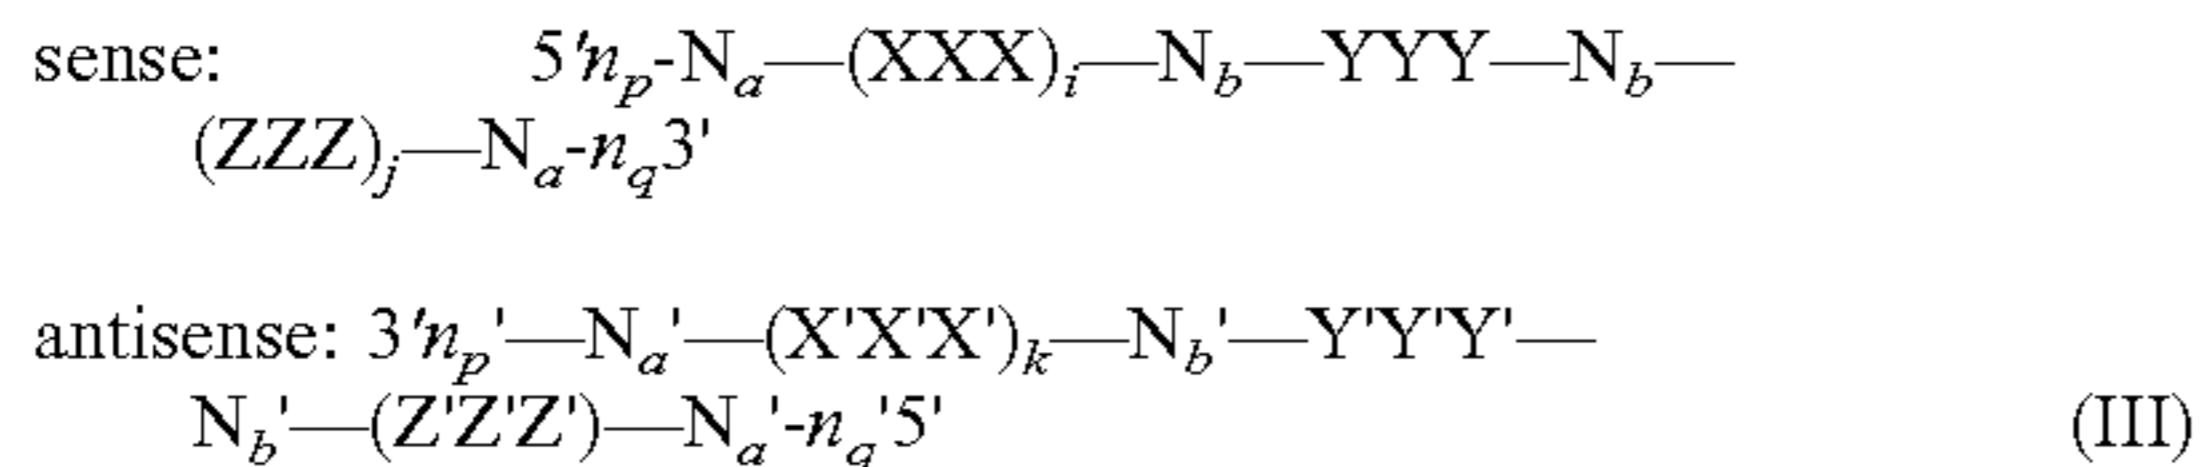 sense: 5'n_p-N_a—(XXX)_i—N_b—YYY—N_b—
(ZZZ)_j—N_a-n_q3'
antisense: 3'n_p'—N_a'—(X'X'X')_k—N_b'—Y'Y'Y'—
N_b'—(Z'Z'Z')—N_a'-n_q'5' (III)